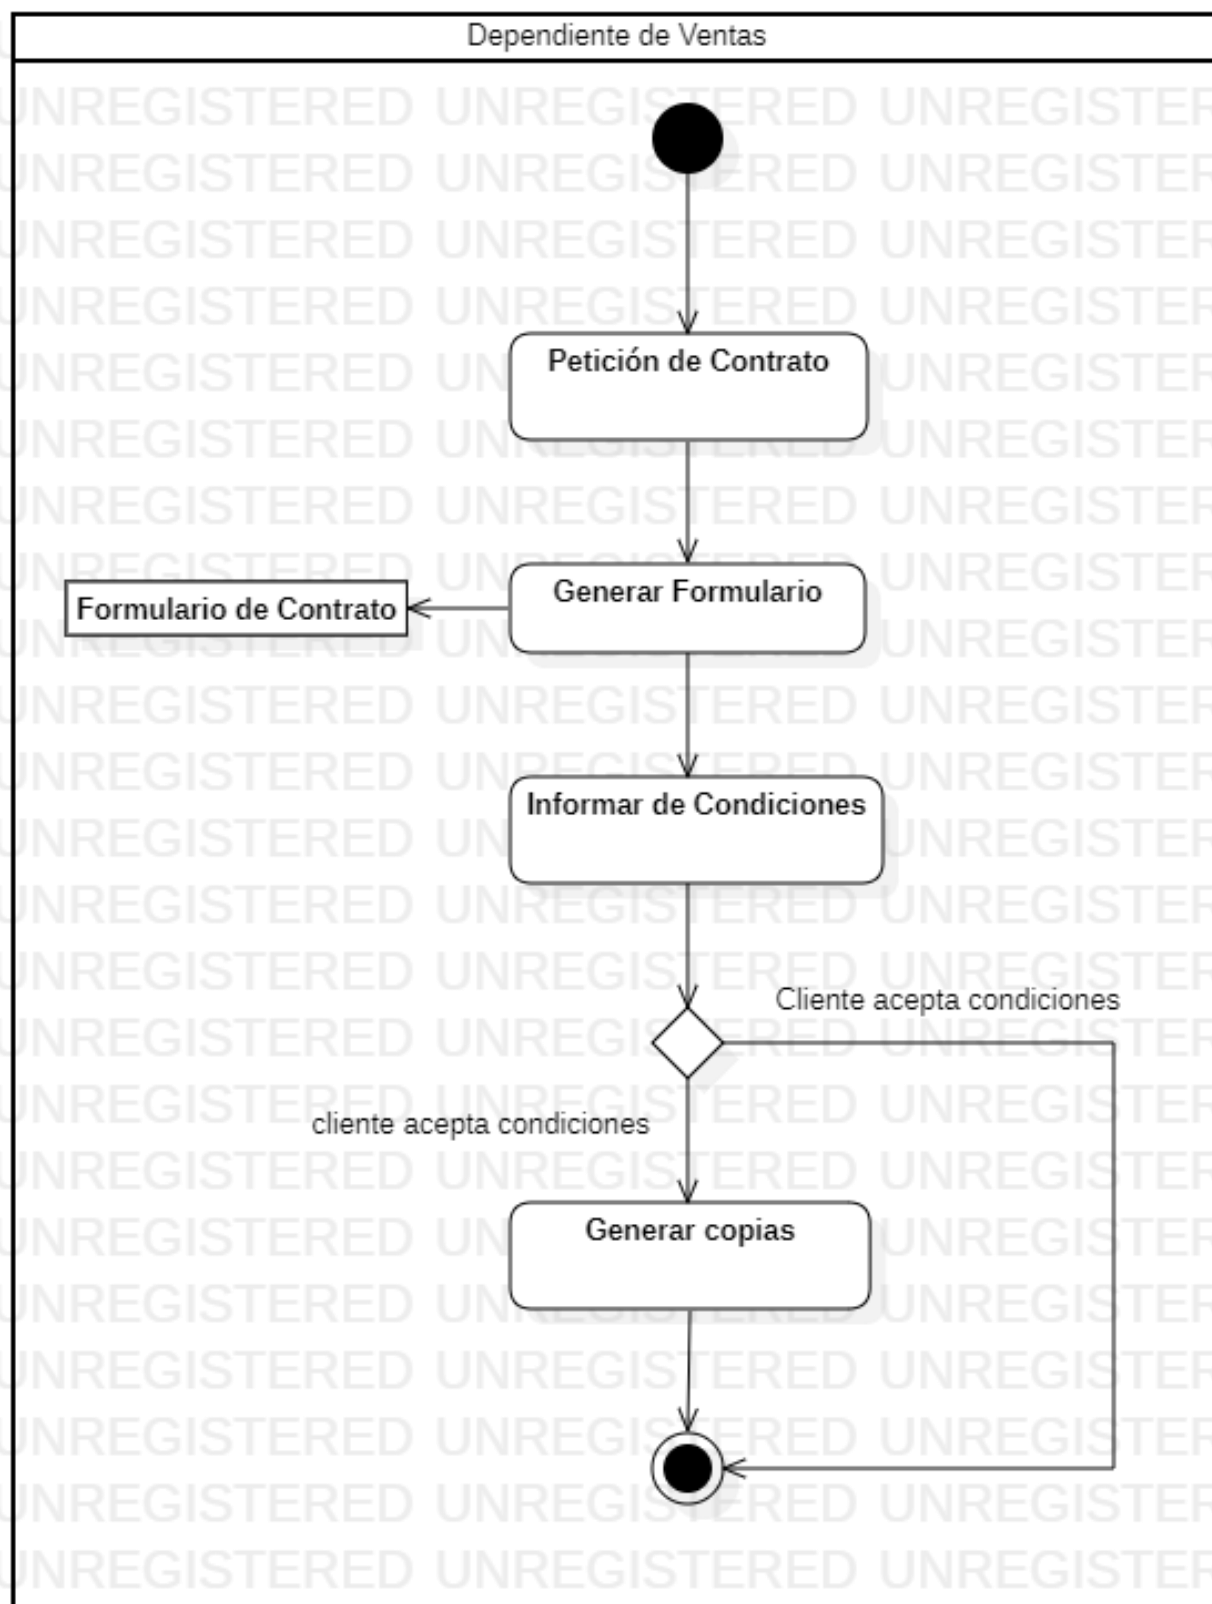 Dependiente de Ventas
UNREGISTERED UNREGISTERED UNREGISTER
Petición de Contrato
Generar Formulario
Formulario de Contrato
Informar de Condiciones
Cliente acepta condiciones
cliente acepta condiciones
Generar copias